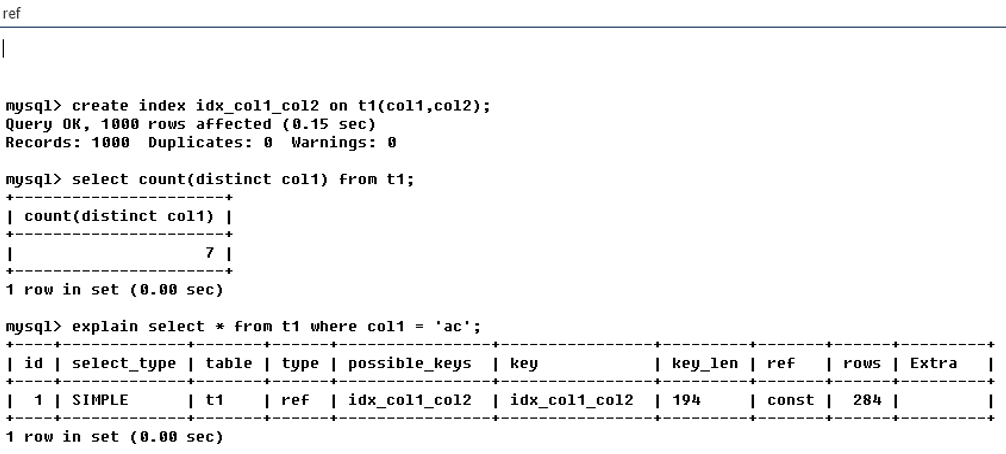 ref
mysql> create index idx_col1_col2 on t1(col1,col2);
Query OK, 1000 rows affected (0.15 sec)
Records: 1000  Duplicates: 0  Warnings: 0
mysql> select count(distinct col1) from t1;
+----------------------+
| count(distinct col1) |
+----------------------+
|                    7 |
+----------------------+
1 row in set (0.00 sec)
mysql> explain select * from t1 where col1 = 'ac';
+----+-------------+-------+------+---------------+---------------+---------+-------+------+-------+
| id | select_type | table | type | possible_keys | key           | key_len | ref   | rows | Extra |
+----+-------------+-------+------+---------------+---------------+---------+-------+------+-------+
|  1 | SIMPLE      | t1    | ref  | idx_col1_col2 | idx_col1_col2 | 194     | const |  284 |       |
+----+-------------+-------+------+---------------+---------------+---------+-------+------+-------+
1 row in set (0.00 sec)